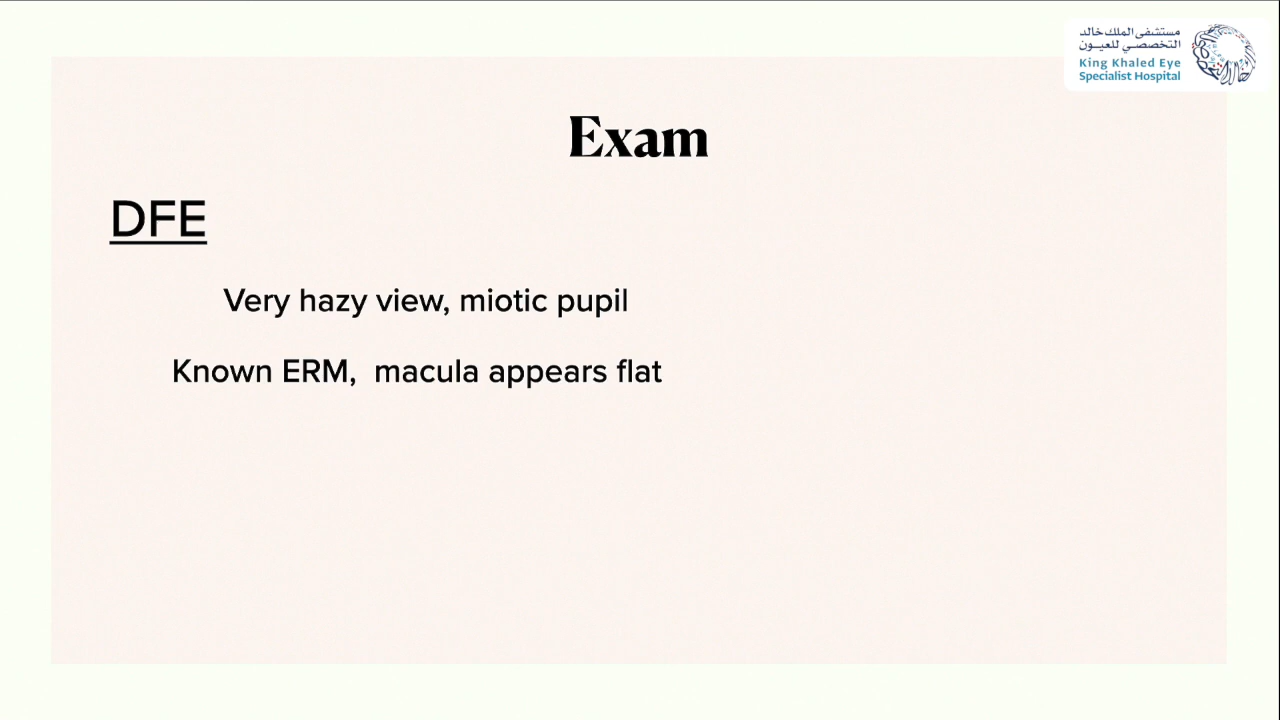 مستشفى الملك خالد
التخصصي للعيون
King Khaled Eye
Specialist Hospital
Exam
DFE
Very hazy view, miotic pupil
Known ERM,  macula appears flat